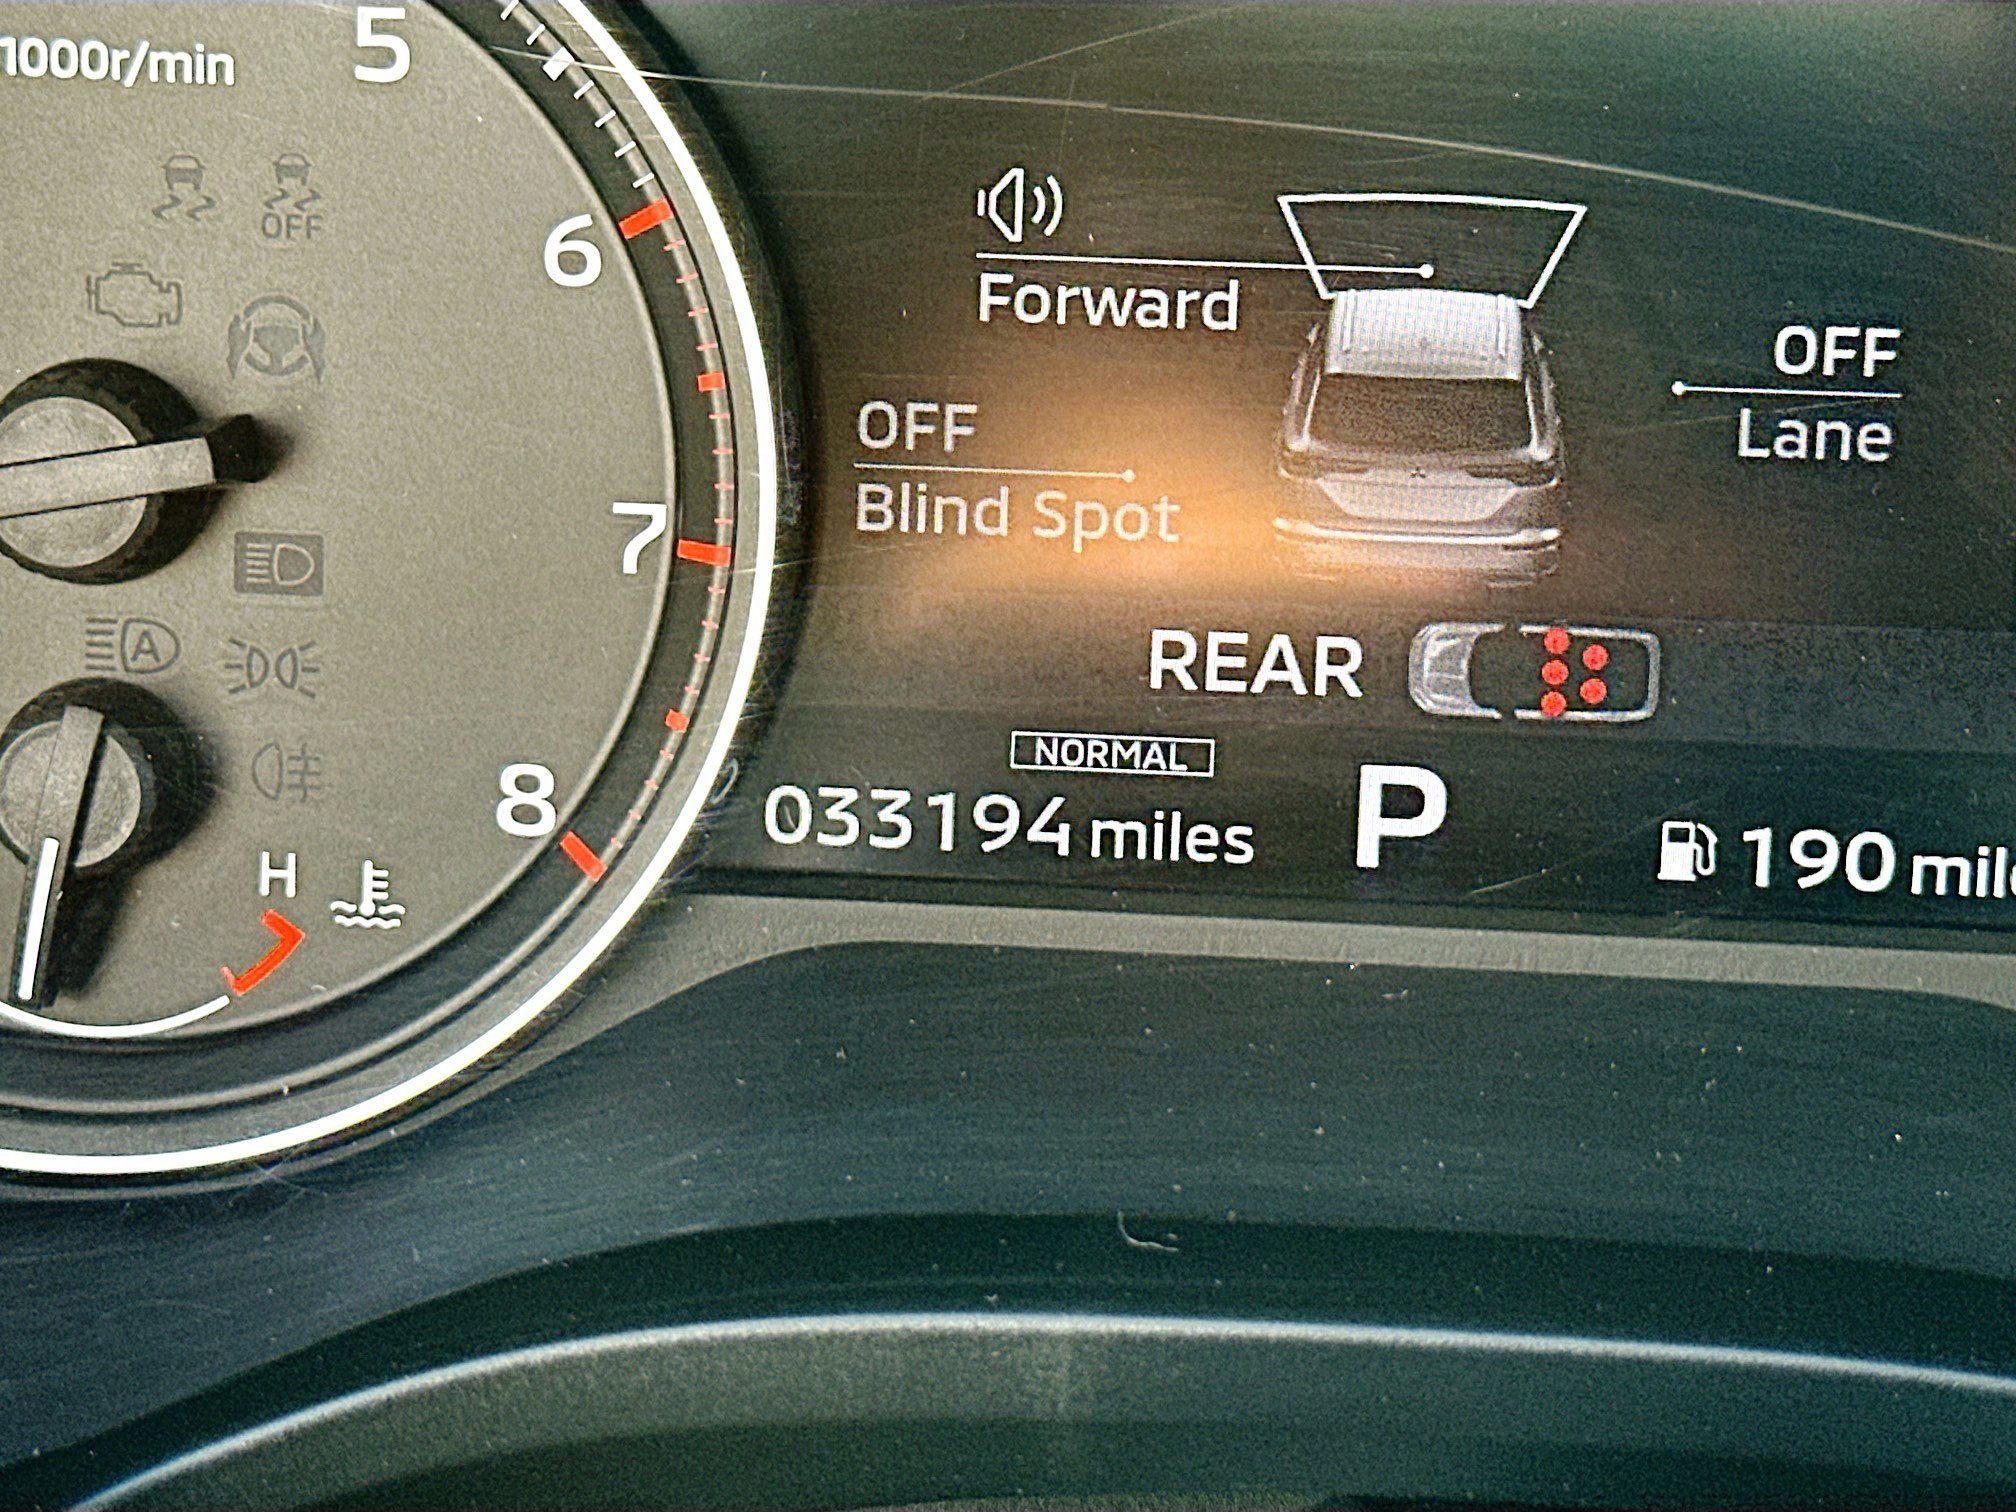 1000r/min
5
6
7
8
OFF
A
H
Forward
OFF
Blind Spot
OFF
Lane
REAR
NORMAL
033194 miles
P
190